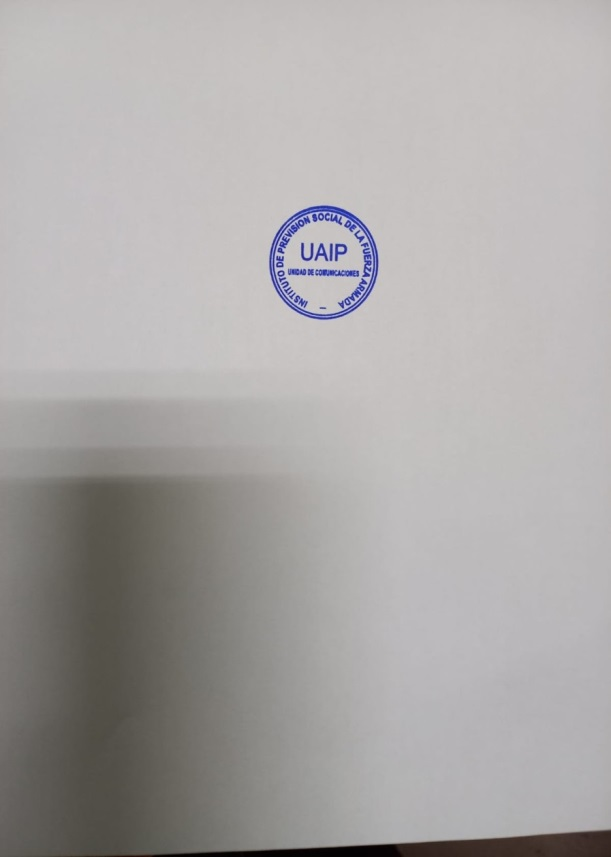 INSTITUTO DE PREVISION SOCIAL DE LA FUERZA ARMADA
UAIP
UNIDAD DE COMUNICACIONES
–